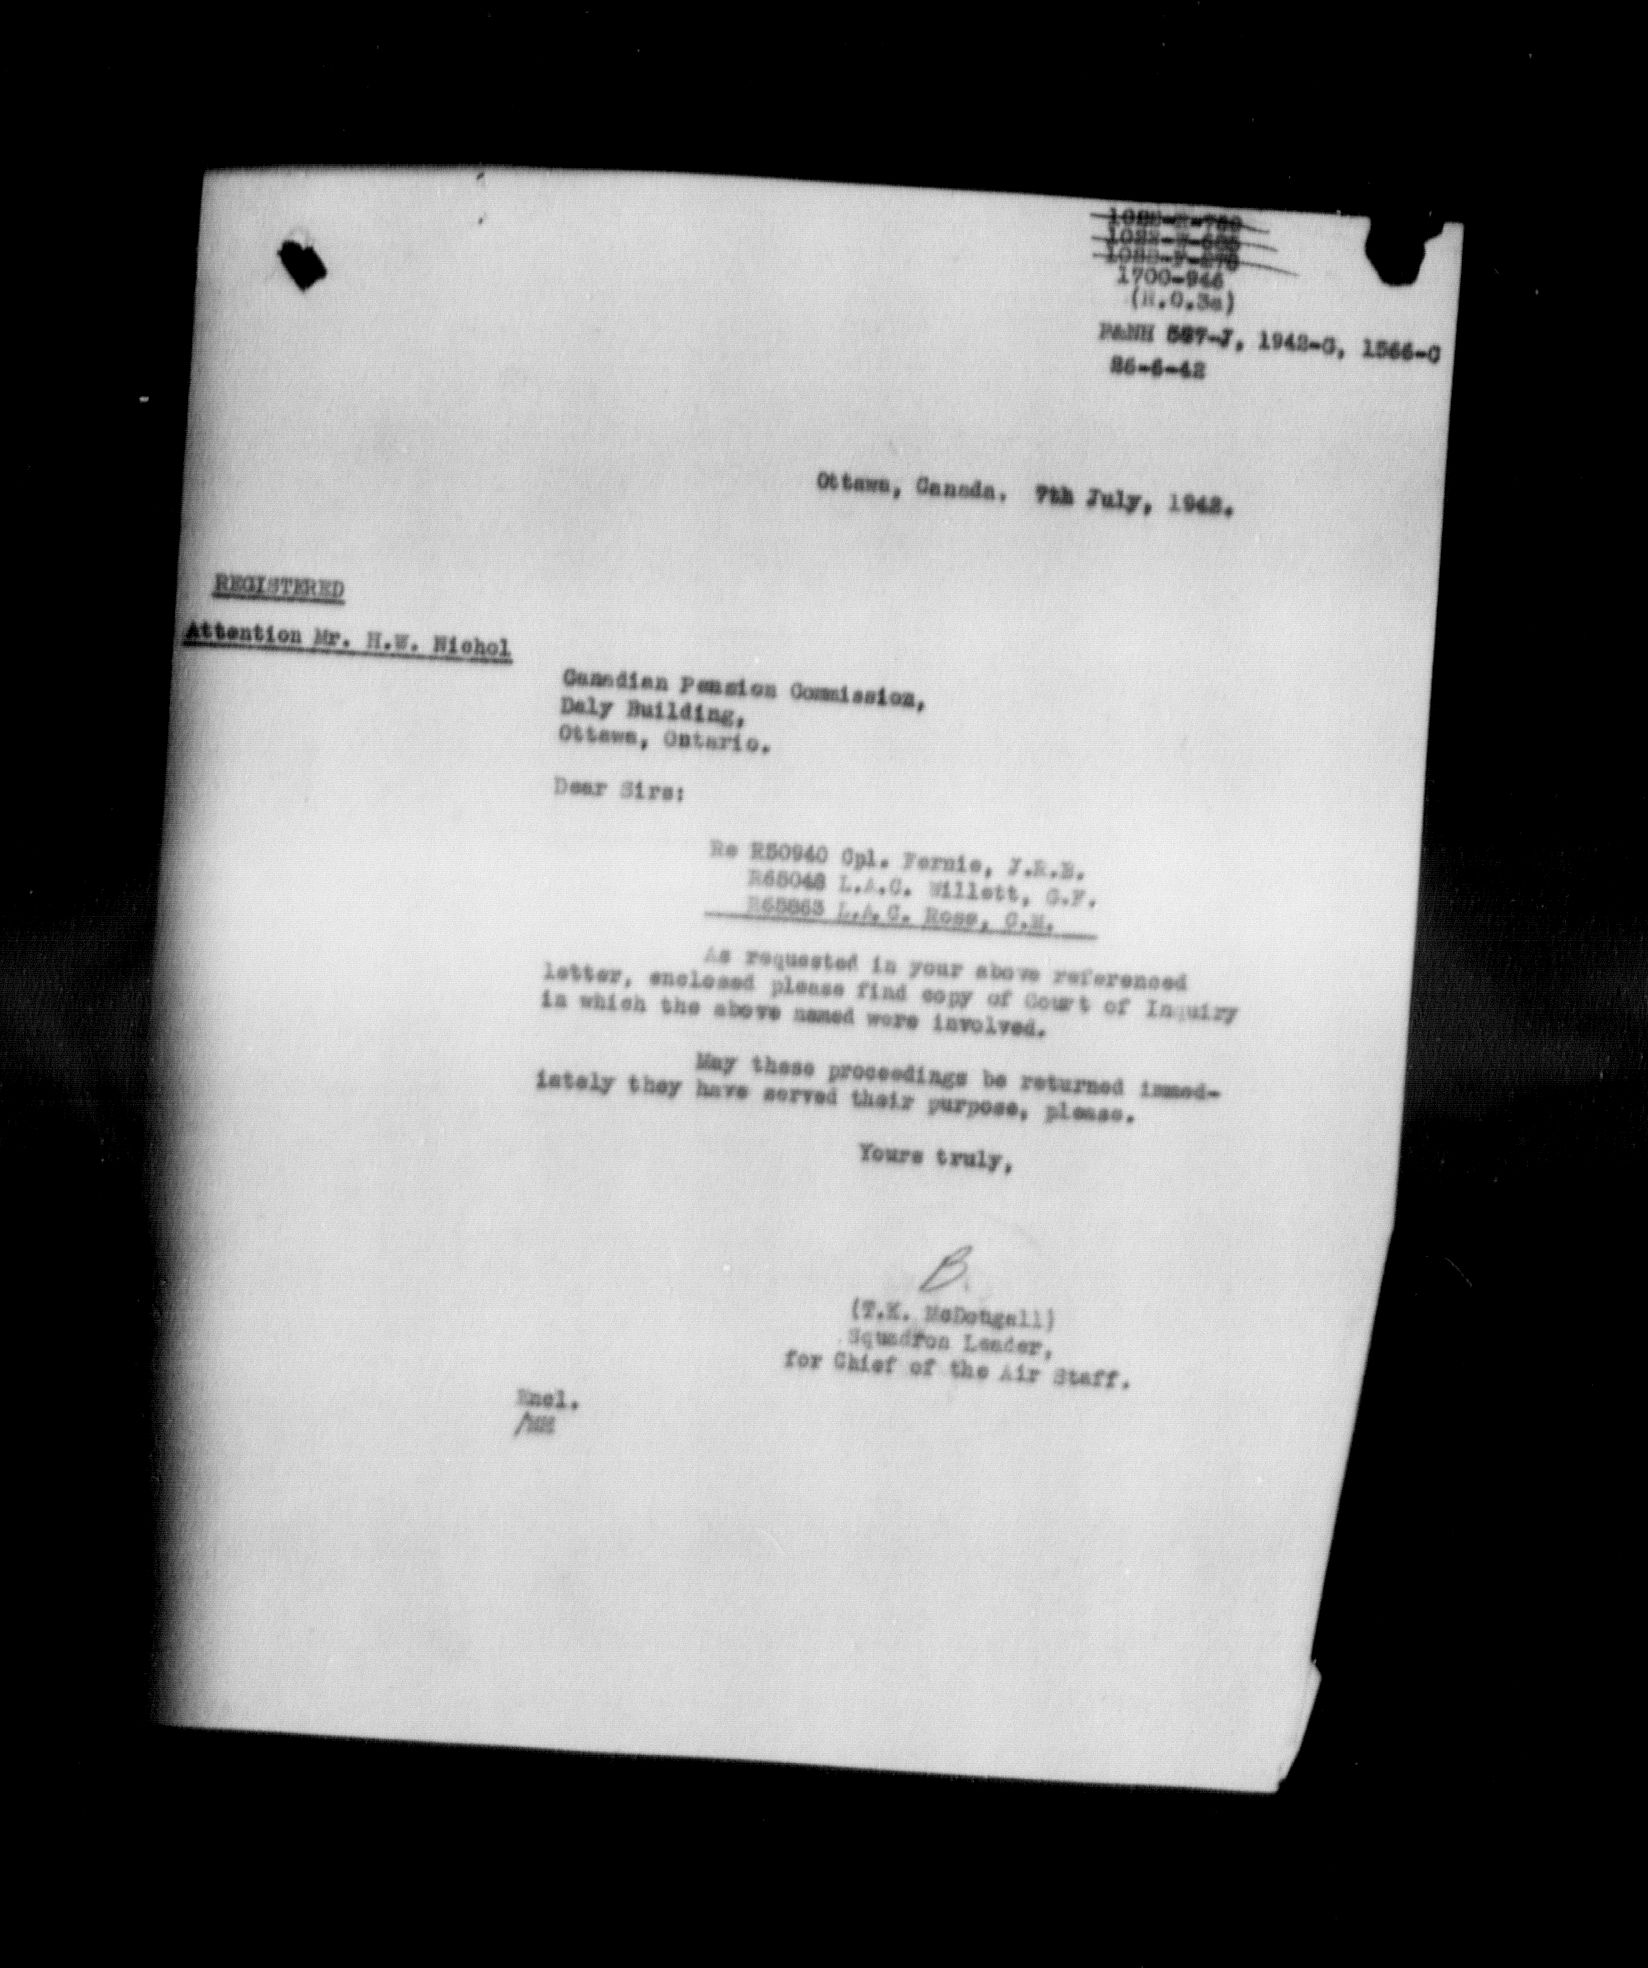 1700-946
(H.O.3a)
P&NH 587-J, 1942-G, 1566-C
26-6-42
Ottawa, Canada. 7th July, 1942.
REGISTERED
Attention Mr. H.W. Nichol
Canadian Pension Commission,
Daly Building,
Ottawa, Ontario.
Dear Sirs:
Re R50940 Cpl. Fernie, J.R.B.
R65048 L.A.C. Willett, G.F.
L.A.C. Ross, C.M.
As requested in your above referenced
letter, enclosed please find copy of Court of Inquiry
in which the above named were involved.
May these proceedings be returned immed-
iately they have served their purpose, please.
Yours truly,
B.
(T.K. McDougall)
Squadron Leader,
for Chief of the Air Staff.
Encl.